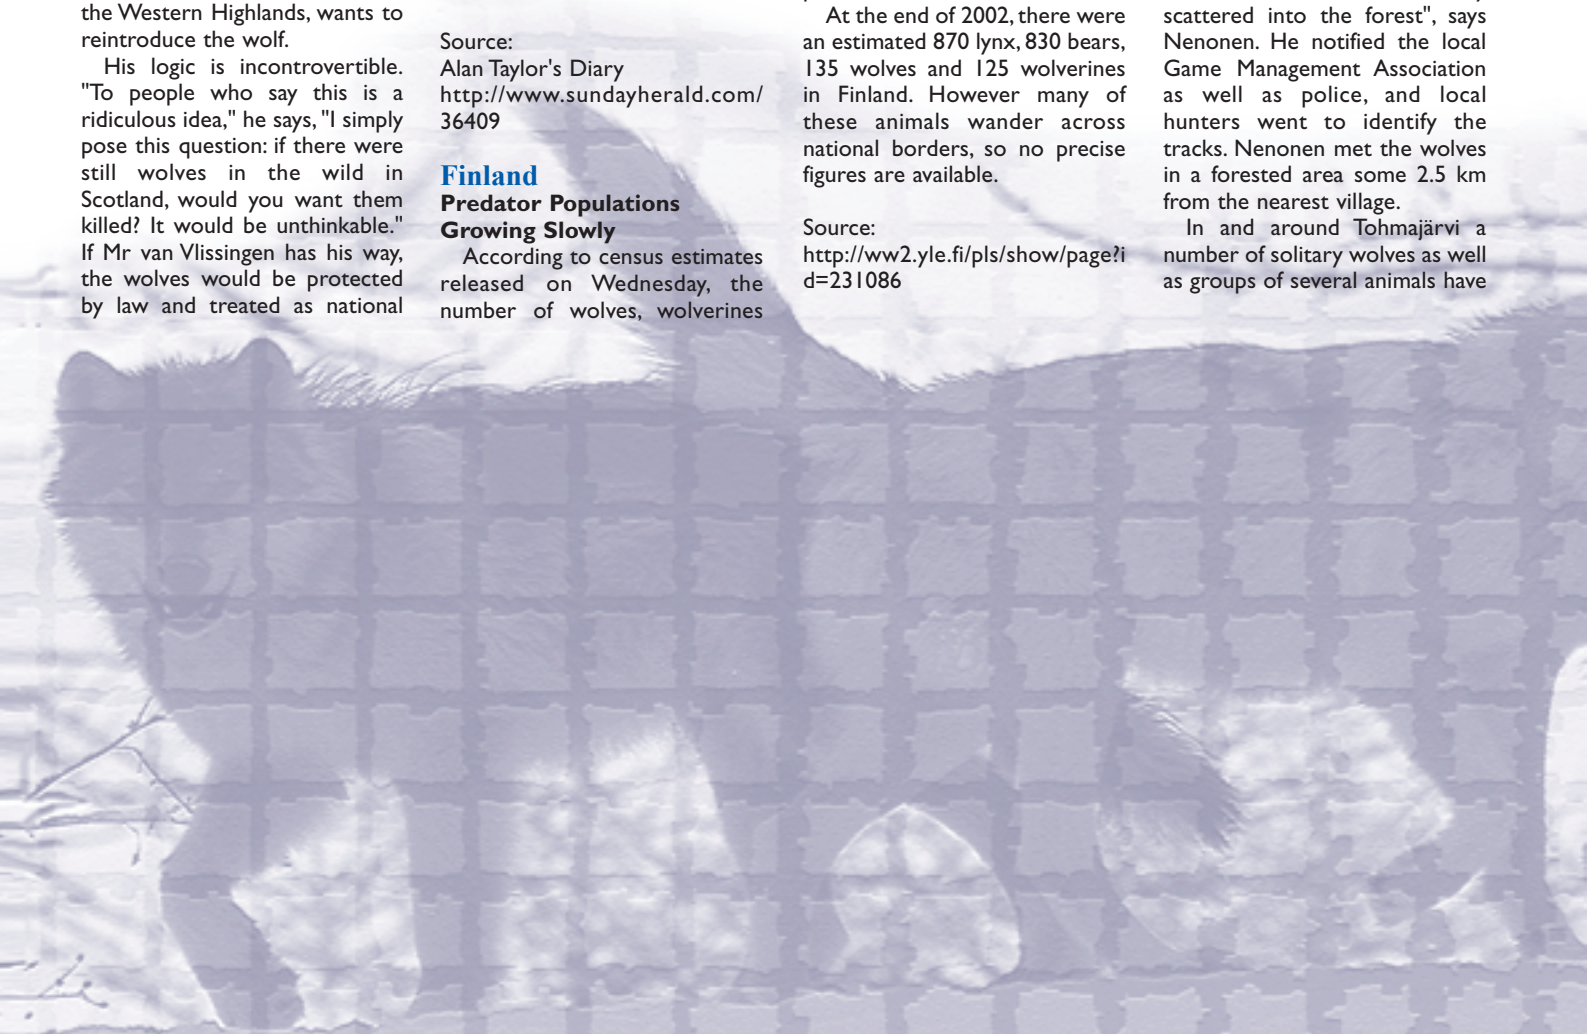 the Western Highlands, wants to
reintroduce the wolf.
His logic is incontrovertible.
"To people who say this is a
ridiculous idea," he says, "I simply
pose this question: if there were
still wolves in the wild in
Scotland, would you want them
killed? It would be unthinkable."
If Mr van Vlissingen has his way,
the wolves would be protected
by law and treated as national
Source:
Alan Taylor's Diary
http://www.sundayherald.com/
36409
Finland
Predator Populations
Growing Slowly
According to census estimates
released on Wednesday, the
number of wolves, wolverines
At the end of 2002, there were
an estimated 870 lynx, 830 bears,
135 wolves and 125 wolverines
in Finland. However many of
these animals wander across
national borders, so no precise
figures are available.
Source:
http://ww2.yle.fi/pls/show/page?i
d=231086
scattered into the forest", says
Nenonen. He notified the local
Game Management Association
as well as police, and local
hunters went to identify the
tracks. Nenonen met the wolves
in a forested area some 2.5 km
from the nearest village.
In and around Tohmajärvi a
number of solitary wolves as well
as groups of several animals have